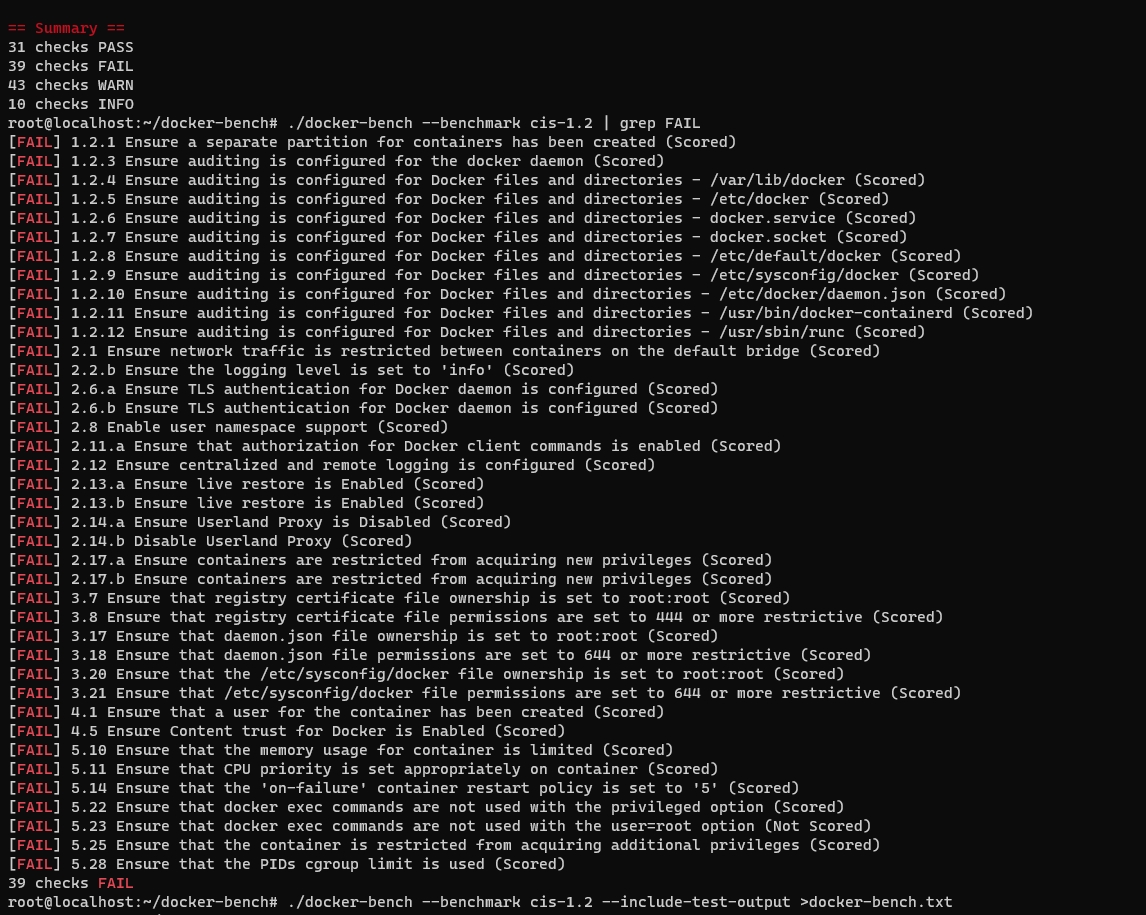 == Summary ==
31 checks PASS
39 checks FAIL
43 checks WARN
10 checks INFO
root@localhost:~/docker-bench# ./docker-bench --benchmark cis-1.2 | grep FAIL
[FAIL] 1.2.1 Ensure a separate partition for containers has been created (Scored)
[FAIL] 1.2.3 Ensure auditing is configured for the docker daemon (Scored)
[FAIL] 1.2.4 Ensure auditing is configured for Docker files and directories - /var/lib/docker (Scored)
[FAIL] 1.2.5 Ensure auditing is configured for Docker files and directories - /etc/docker (Scored)
[FAIL] 1.2.6 Ensure auditing is configured for Docker files and directories - docker.service (Scored)
[FAIL] 1.2.7 Ensure auditing is configured for Docker files and directories - docker.socket (Scored)
[FAIL] 1.2.8 Ensure auditing is configured for Docker files and directories - /etc/default/docker (Scored)
[FAIL] 1.2.9 Ensure auditing is configured for Docker files and directories - /etc/sysconfig/docker (Scored)
[FAIL] 1.2.10 Ensure auditing is configured for Docker files and directories - /etc/docker/daemon.json (Scored)
[FAIL] 1.2.11 Ensure auditing is configured for Docker files and directories - /usr/bin/docker-containerd (Scored)
[FAIL] 1.2.12 Ensure auditing is configured for Docker files and directories - /usr/sbin/runc (Scored)
[FAIL] 2.1 Ensure network traffic is restricted between containers on the default bridge (Scored)
[FAIL] 2.2.b Ensure the logging level is set to 'info' (Scored)
[FAIL] 2.6.a Ensure TLS authentication for Docker daemon is configured (Scored)
[FAIL] 2.6.b Ensure TLS authentication for Docker daemon is configured (Scored)
[FAIL] 2.8 Enable user namespace support (Scored)
[FAIL] 2.11.a Ensure that authorization for Docker client commands is enabled (Scored)
[FAIL] 2.12 Ensure centralized and remote logging is configured (Scored)
[FAIL] 2.13.a Ensure live restore is Enabled (Scored)
[FAIL] 2.13.b Ensure live restore is Enabled (Scored)
[FAIL] 2.14.a Ensure Userland Proxy is Disabled (Scored)
[FAIL] 2.14.b Disable Userland Proxy (Scored)
[FAIL] 2.17.a Ensure containers are restricted from acquiring new privileges (Scored)
[FAIL] 2.17.b Ensure containers are restricted from acquiring new privileges (Scored)
[FAIL] 3.7 Ensure that registry certificate file ownership is set to root:root (Scored)
[FAIL] 3.8 Ensure that registry certificate file permissions are set to 444 or more restrictive (Scored)
[FAIL] 3.17 Ensure that daemon.json file ownership is set to root:root (Scored)
[FAIL] 3.18 Ensure that daemon.json file permissions are set to 644 or more restrictive (Scored)
[FAIL] 3.20 Ensure that the /etc/sysconfig/docker file ownership is set to root:root (Scored)
[FAIL] 3.21 Ensure that /etc/sysconfig/docker file permissions are set to 644 or more restrictive (Scored)
[FAIL] 4.1 Ensure that a user for the container has been created (Scored)
[FAIL] 4.5 Ensure Content trust for Docker is Enabled (Scored)
[FAIL] 5.10 Ensure that the memory usage for container is limited (Scored)
[FAIL] 5.11 Ensure that CPU priority is set appropriately on container (Scored)
[FAIL] 5.14 Ensure that the 'on-failure' container restart policy is set to '5' (Scored)
[FAIL] 5.22 Ensure that docker exec commands are not used with the privileged option (Scored)
[FAIL] 5.23 Ensure that docker exec commands are not used with the user=root option (Not Scored)
[FAIL] 5.25 Ensure that the container is restricted from acquiring additional privileges (Scored)
[FAIL] 5.28 Ensure that the PIDs cgroup limit is used (Scored)
39 checks FAIL
root@localhost:~/docker-bench# ./docker-bench --benchmark cis-1.2 --include-test-output >docker-bench.txt